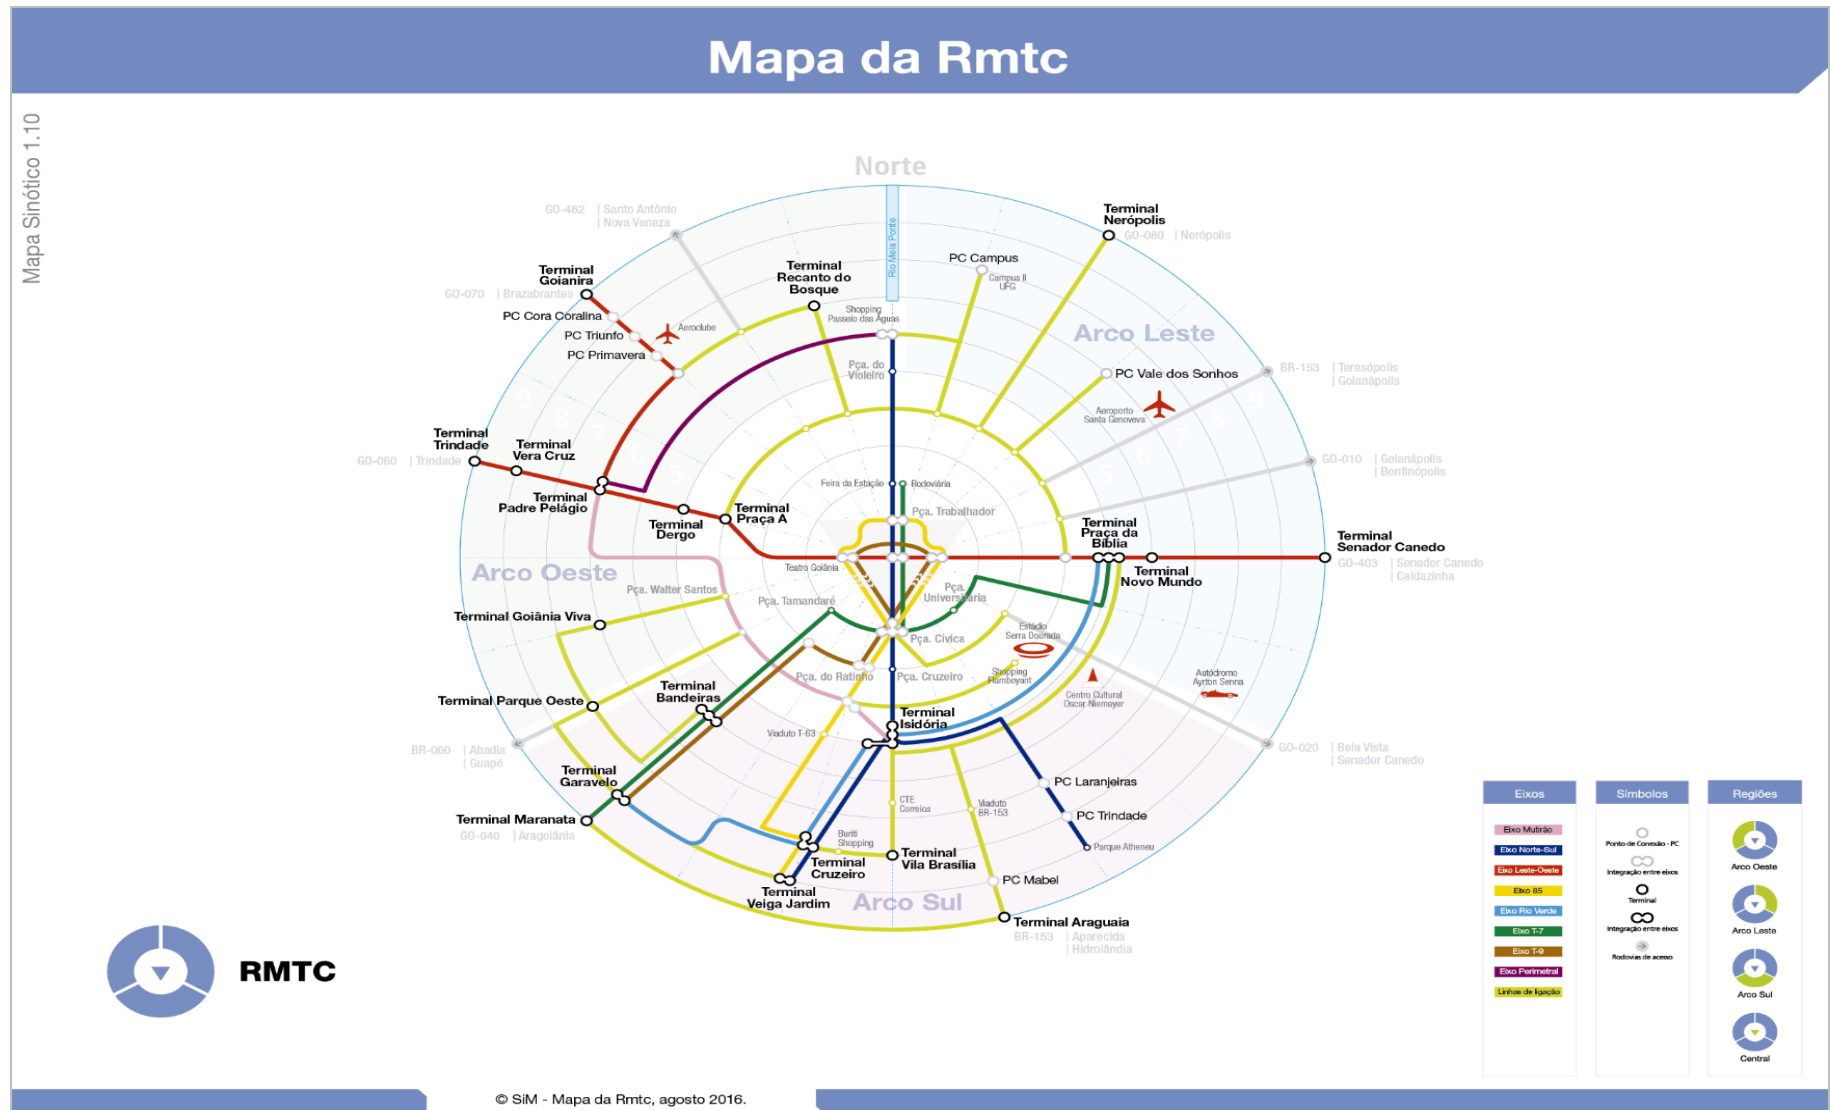 Mapa da Rmtc
Mapa Sinótico 1.10
Norte
Rio Meia Ponte
GO-462 | Santo Antônio
| Nova Veneza
Terminal
Goianira
GO-070 | Brazabrantes
PC Cora Coralina
PC Triunfo
PC Primavera
Aeroclube
Terminal
Recanto do
Bosque
Shopping
Passeio das Águas
Pça. do
Violeiro
PC Campus
Campus II
UFG
Terminal
Nerópolis
GO-080 | Nerópolis
Arco Leste
PC Vale dos Sonhos
Aeroporto
Santa Genoveva
BR-153 | Teresópolis
| Goianápolis
GO-010 | Goianápolis
| Bonfinópolis
9
8
7
6
5
5
6
7
8
9
Terminal
Trindade
GO-060 | Trindade
Terminal
Vera Cruz
Terminal
Padre Pelágio
Terminal
Dergo
Terminal
Praça A
Feira da Estação
Rodoviária
Pça. Trabalhador
Terminal
Praça da
Bíblia
Terminal
Novo Mundo
Terminal
Senador Canedo
GO-403 | Senador Canedo
| Caldazinha
Arco Oeste
Teatro Goiânia
Pça. Walter Santos
Pça. Tamandaré
Pça.
Universitária
Pça. Cívica
Terminal Goiânia Viva
Estádio
Serra Dourada
Shopping
Flamboyant
Pça. do Ratinho
Pça. Cruzeiro
Centro Cultural
Oscar Niemeyer
Autódromo
Ayrton Senna
Terminal Parque Oeste
Terminal
Bandeiras
Terminal
Isidória
Viaduto T-63
BR-060 | Abadia
| Guapó
GO-020 | Bela Vista
| Senador Canedo
Terminal
Garavelo
Terminal Maranata
GO-040 | Aragoiânia
CTE
Correios
Viaduto
BR-153
PC Laranjeiras
PC Trindade
Parque Atheneu
Buriti
Shopping
Terminal
Cruzeiro
Terminal
Vila Brasília
Terminal
Veiga Jardim
Arco Sul
PC Mabel
Terminal Araguaia
BR-153 | Aparecida
| Hidrolândia
RMTC
Eixos
Eixo Mutirão
Eixo Norte-Sul
Eixo Leste-Oeste
Eixo 85
Eixo Rio Verde
Eixo T-7
Eixo T-9
Eixo Perimetral
Linhas de ligação
Símbolos
Ponto de Conexão - PC
Integração entre eixos
Terminal
Integração entre eixos
Rodovias de acesso
Regiões
Arco Oeste
Arco Leste
Arco Sul
Central
© SiM - Mapa da Rmtc, agosto 2016.